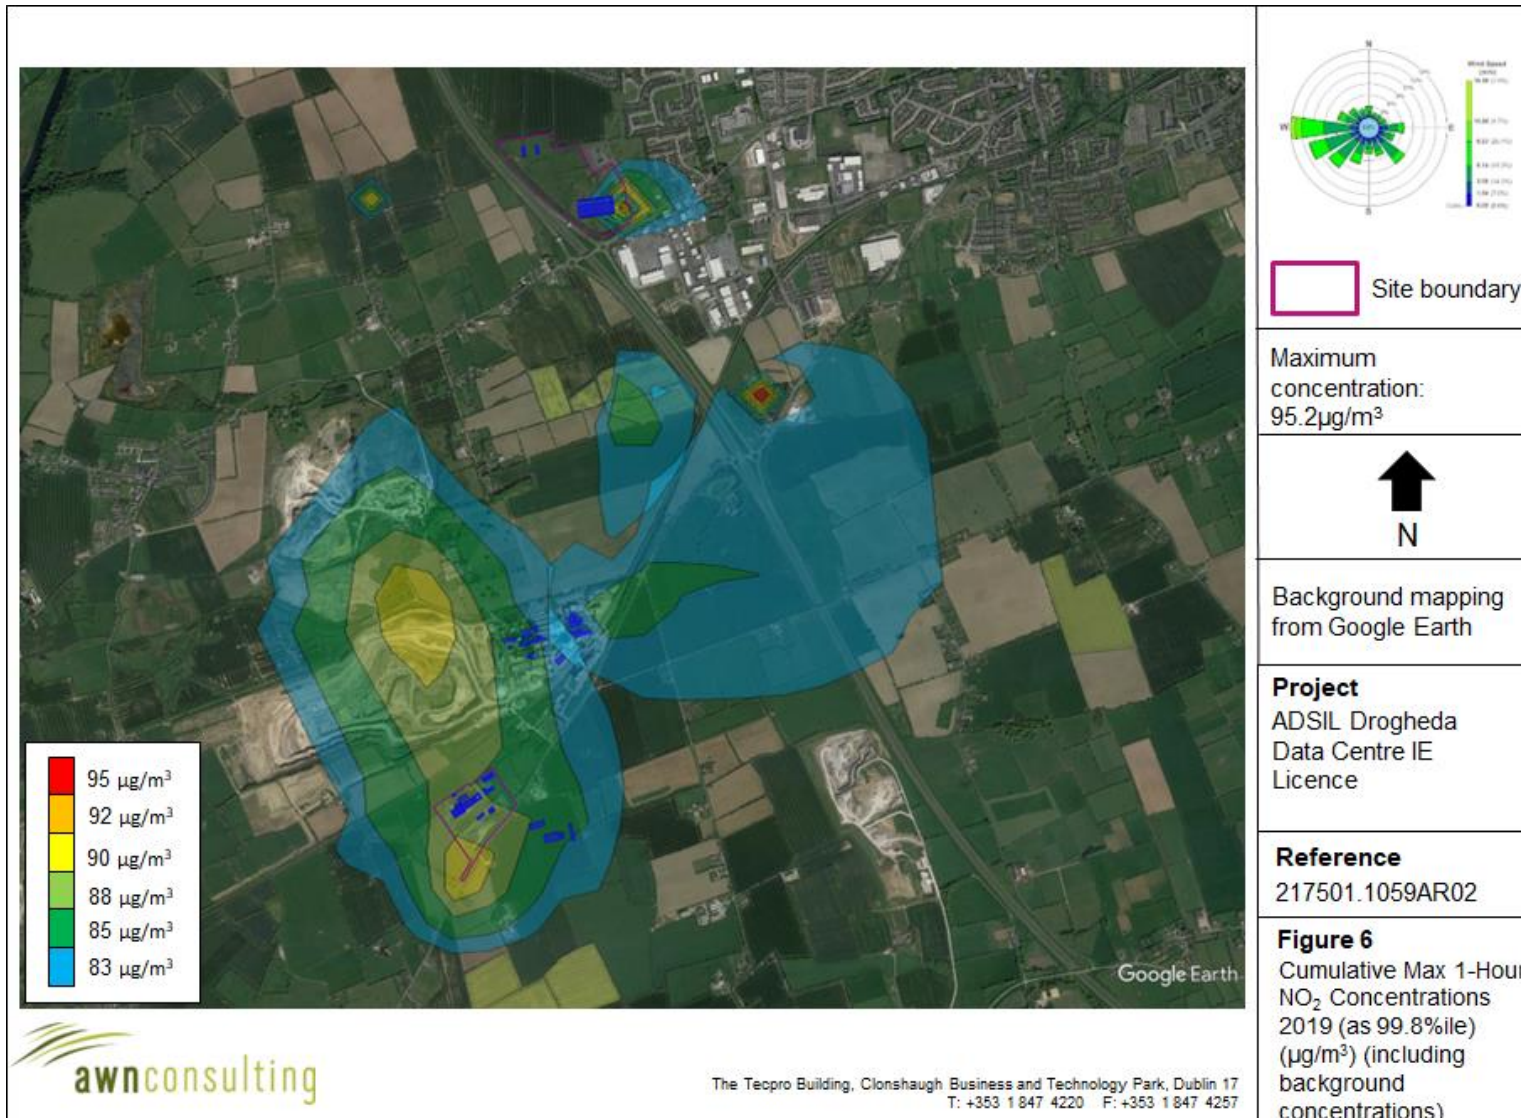 N
Wind Speed
W
E
S
Site boundary
Maximum
concentration:
95.2µg/m³
N
Background mapping
from Google Earth
Project
ADSIL Drogheda
Data Centre IE
Licence
Reference
217501.1059AR02
Figure 6
Cumulative Max 1-Hour
NO₂ Concentrations
2019 (as 99.8%ile)
(µg/m³) (including
background
concentrations)
95 µg/m³
92 µg/m³
90 µg/m³
88 µg/m³
85 µg/m³
83 µg/m³
Google Earth
awnconsulting
The Tecpro Building, Clonshaugh Business and Technology Park, Dublin 17
T: +353 1 847 4220 F: +353 1 847 4257